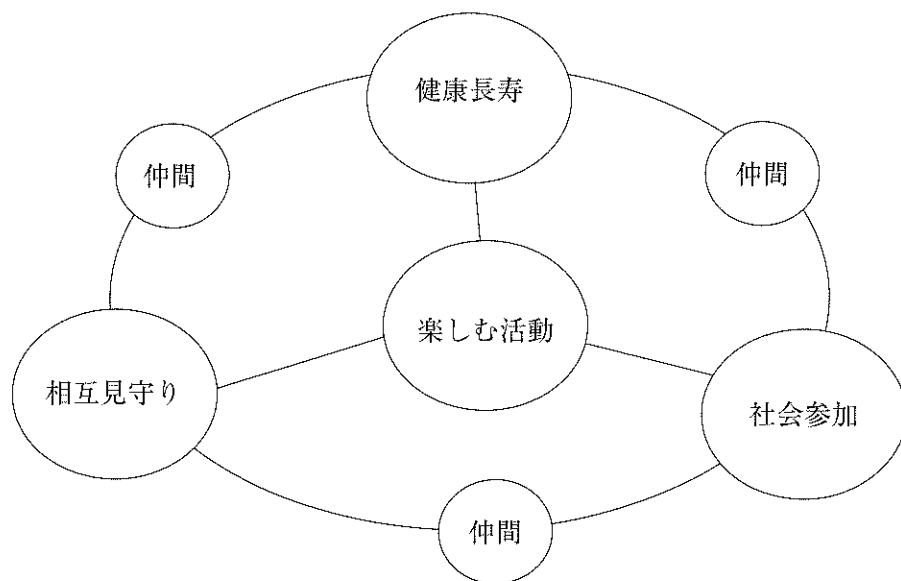 健康長寿
仲間
仲間
楽しむ活動
相互見守り
社会参加
仲間